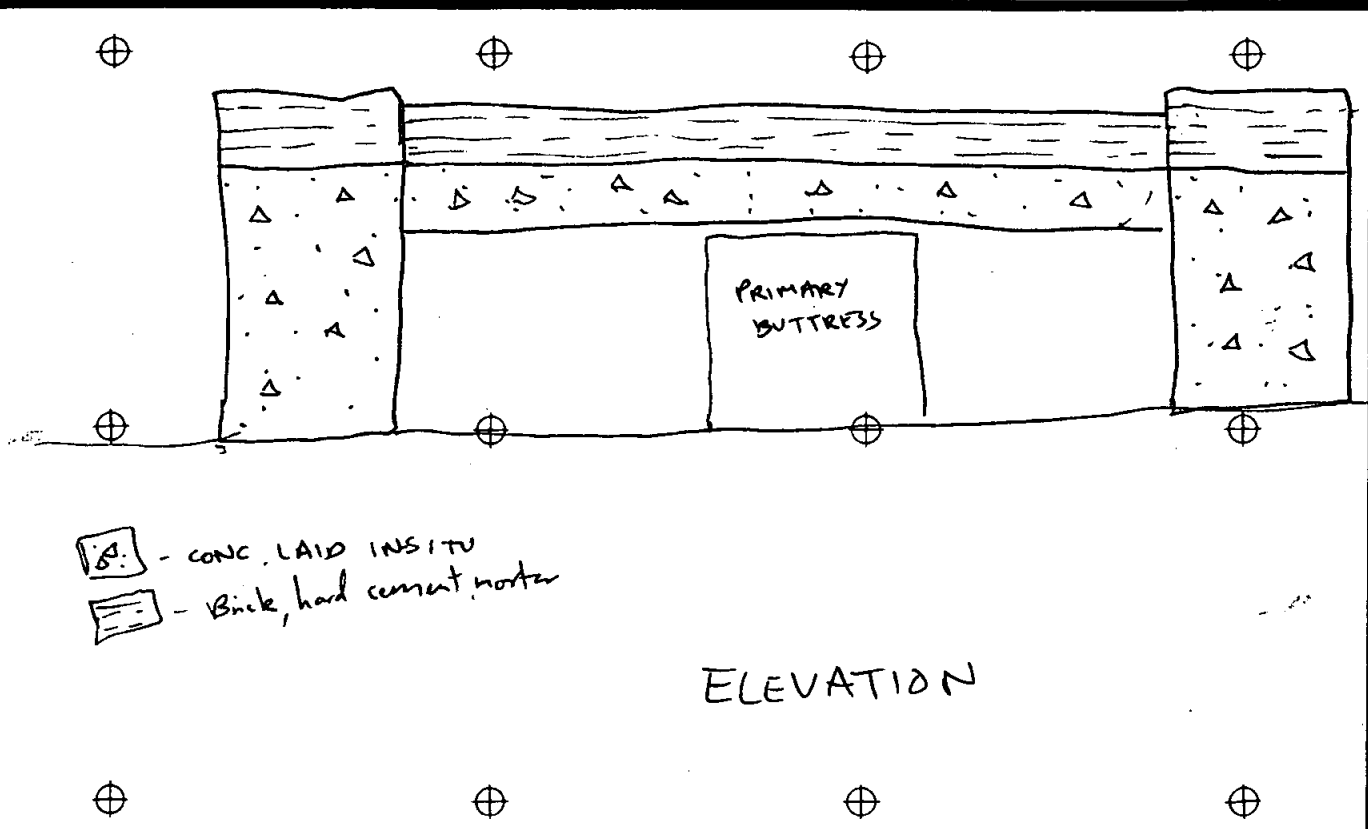 PRIMARY
BUTTRESS
- CONC. LAID INSITU
- Brick, hard cement mortar
ELEVATION